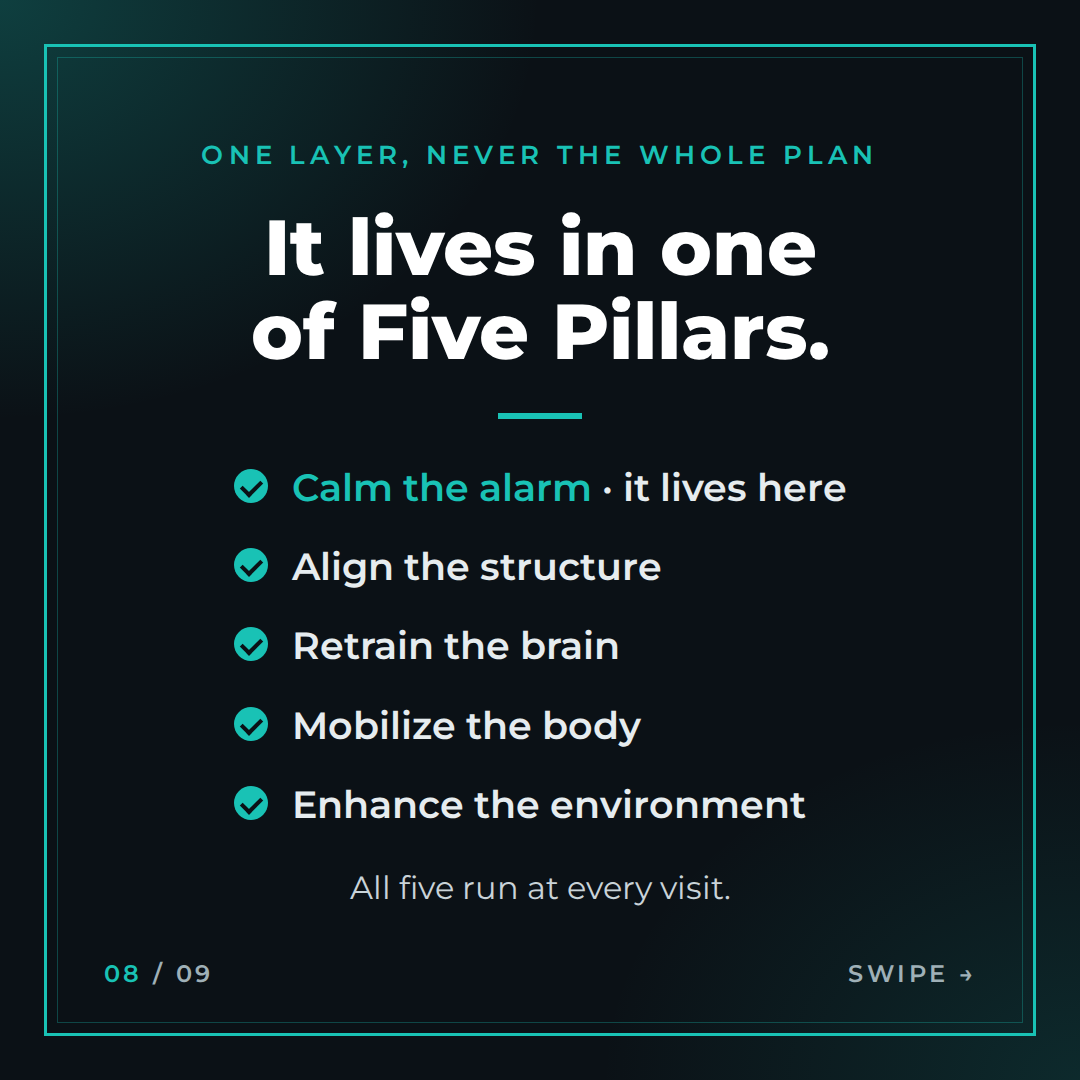 ONE LAYER, NEVER THE WHOLE PLAN
It lives in one
of Five Pillars.
Calm the alarm · it lives here
Align the structure
Retrain the brain
Mobilize the body
Enhance the environment
All five run at every visit.
08 / 09
SWIPE →